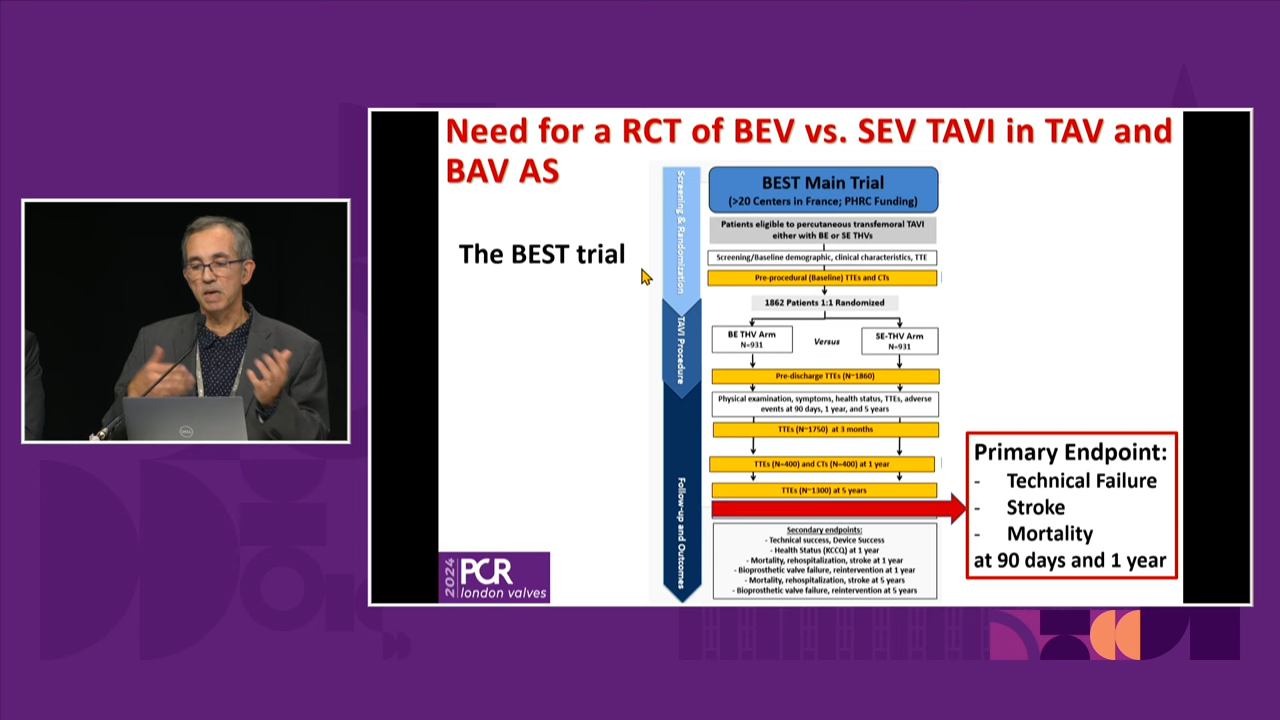 Need for a RCT of BEV vs. SEV TAVI in TAV and
BAV AS
The BEST trial
Screening & Randomization
TAVI Procedure
Follow-up and Outcomes
BEST Main Trial
(>20 Centers in France; PHRC Funding)
Patients eligible to percutaneous transfemoral TAVI
either with BE or SE THVs
Screening/Baseline demographic, clinical characteristics, TTE
Pre-procedural (Baseline) TTEs and CTs
1862 Patients 1:1 Randomized
BE THV Arm
N=931
Versus
SE-THV Arm
N=931
Pre-discharge TTEs (N~1860)
Physical examination, symptoms, health status, TTEs, adverse
events at 90 days, 1 year, and 5 years
TTEs (N~1750) at 3 months
TTEs (N=400) and CTs (N=400) at 1 year
TTEs (N~1300) at 5 years
Secondary endpoints:
- Technical success, Device Success
- Health Status (KCCQ) at 1 year
- Mortality, rehospitalization, stroke at 1 year
- Bioprosthetic valve failure, reintervention at 1 year
- Mortality, rehospitalization, stroke at 5 years
- Bioprosthetic valve failure, reintervention at 5 years
Primary Endpoint:
- Technical Failure
- Stroke
- Mortality
at 90 days and 1 year
2024
PCR
london valves
DELL